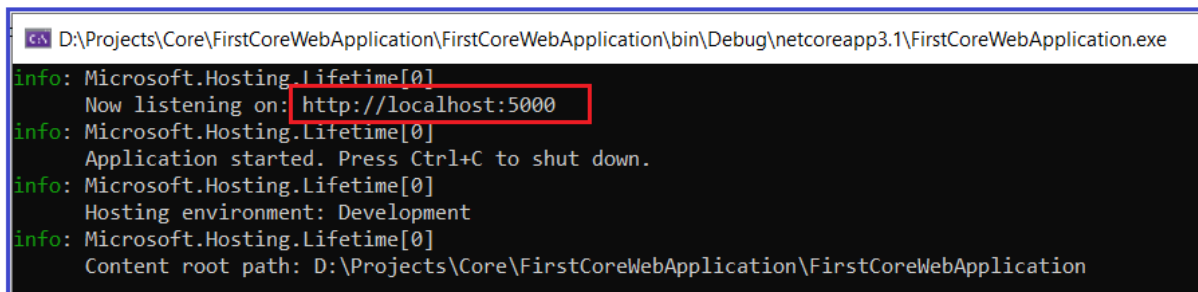 D:\Projects\Core\FirstCoreWebApplication\FirstCoreWebApplication\bin\Debug\netcoreapp3.1\FirstCoreWebApplication.exe
info: Microsoft.Hosting.Lifetime[0]
Now listening on: http://localhost:5000
info: Microsoft.Hosting.Lifetime[0]
Application started. Press Ctrl+C to shut down.
info: Microsoft.Hosting.Lifetime[0]
Hosting environment: Development
info: Microsoft.Hosting.Lifetime[0]
Content root path: D:\Projects\Core\FirstCoreWebApplication\FirstCoreWebApplication